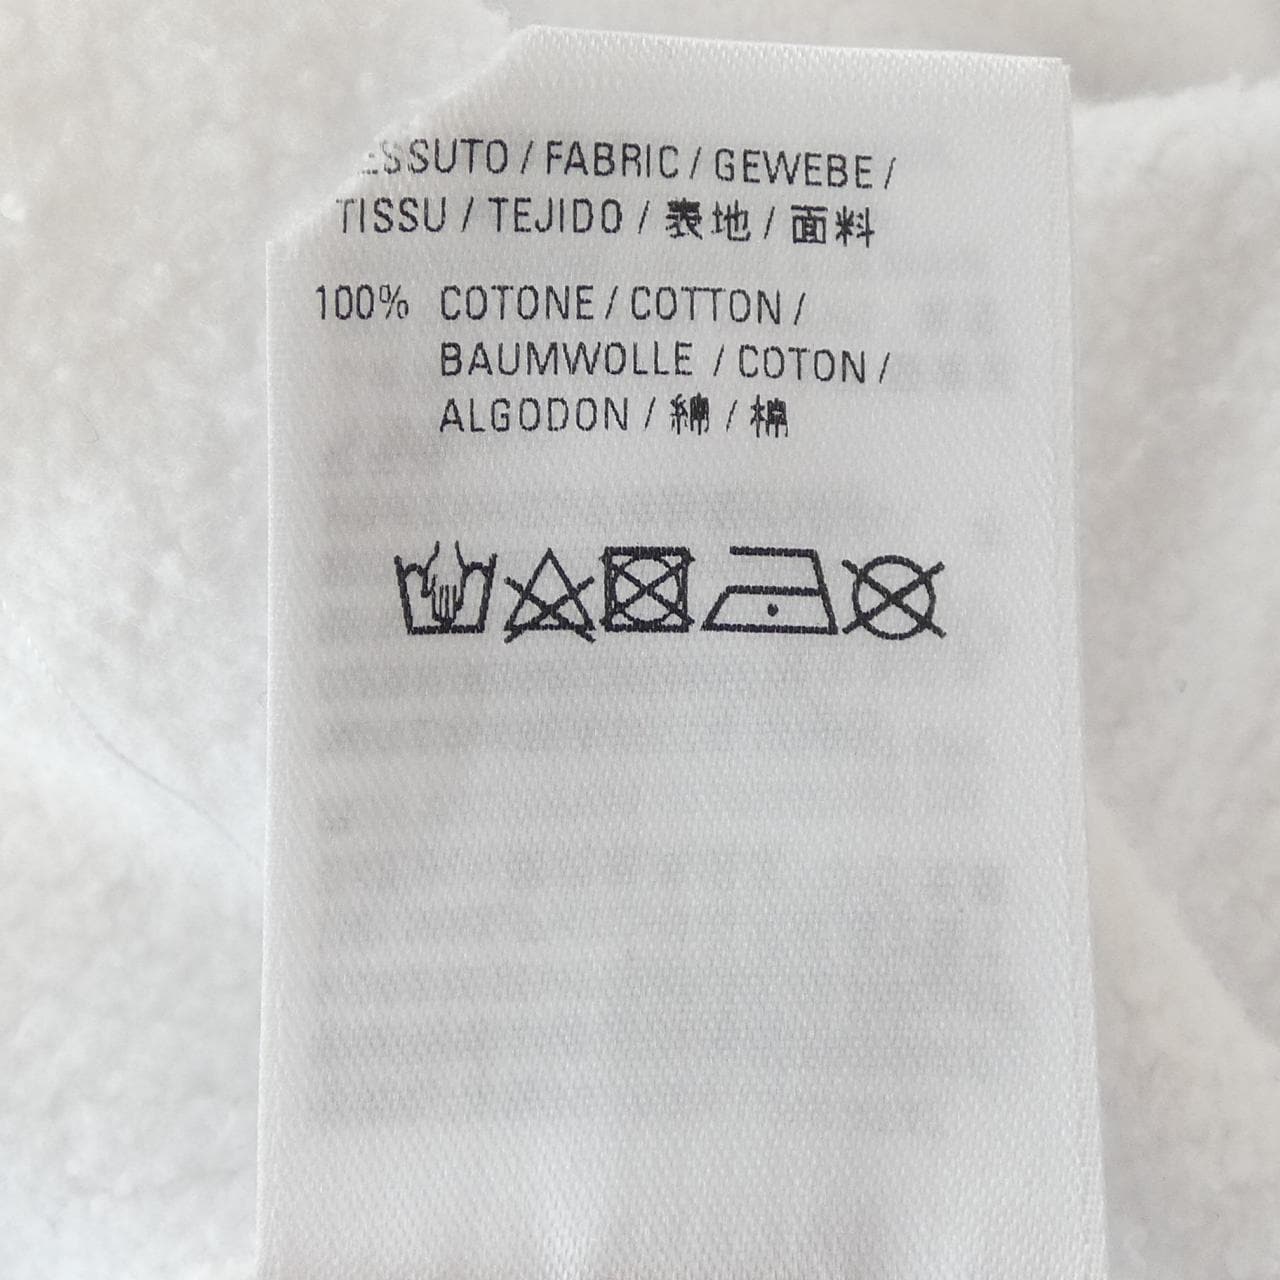 ESSUTO / FABRIC / GEWEBE /
TISSU / TEJIDO / 表地 / 面料
100% COTONE / COTTON /
BAUMWOLLE / COTON /
ALGODON / 綿 / 棉